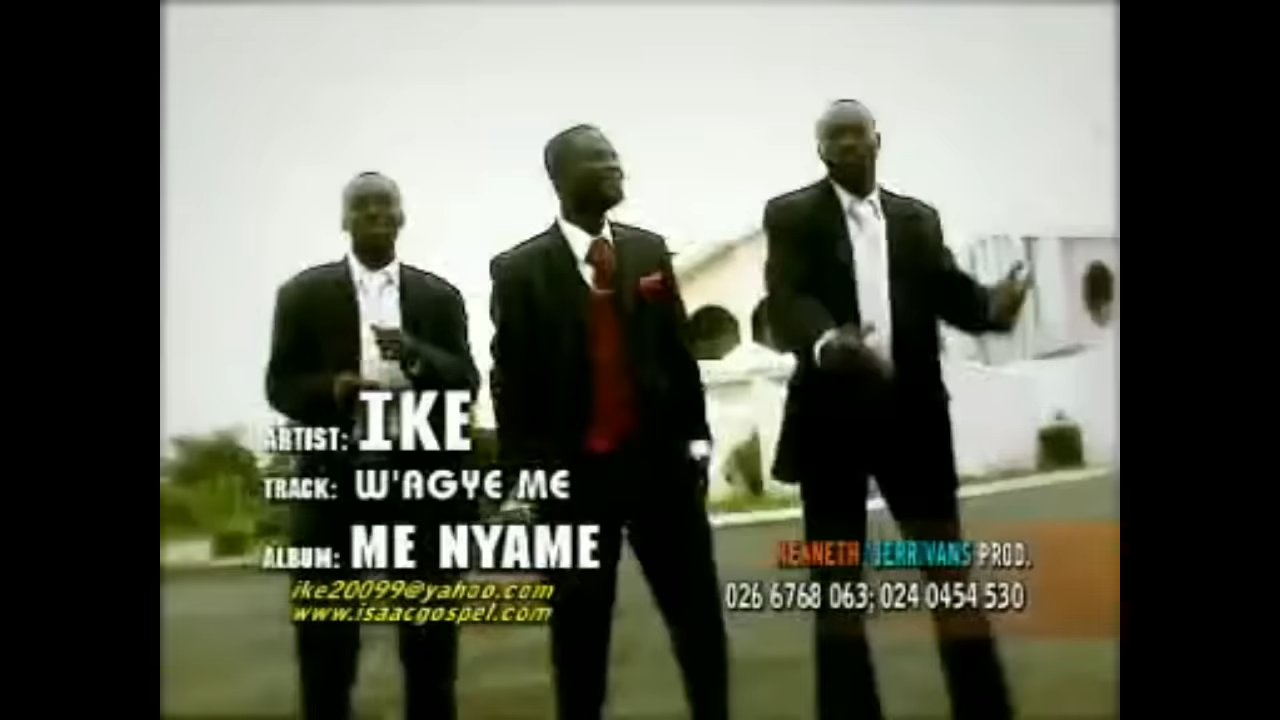 ARTIST: IKE
TRACK: W'AGYE ME
ALBUM: ME NYAME
ike20099@yahoo.com
www.isaacgospel.com
KENNETH PROD.
026 6768 063; 024 0454 530